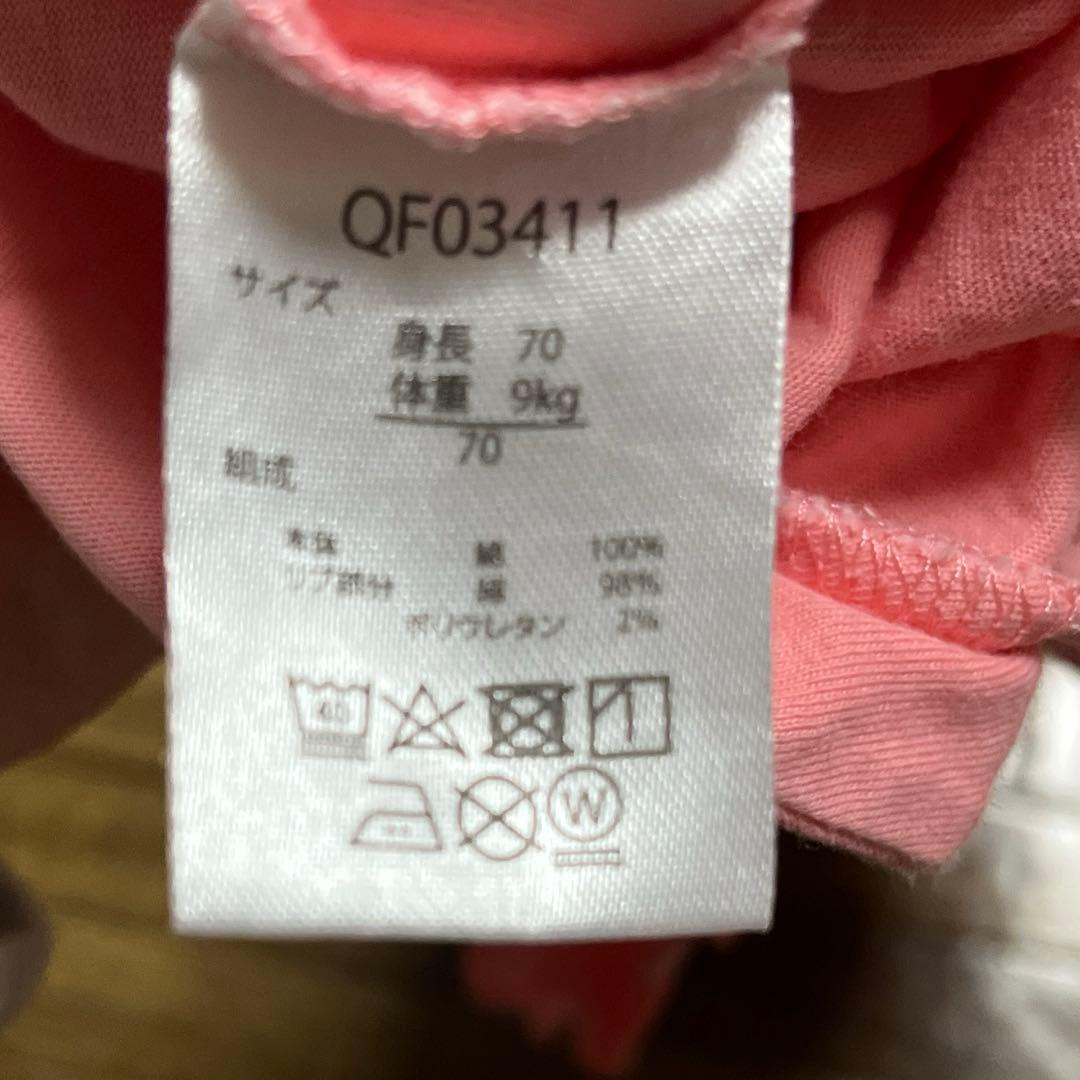 QF03411
サイズ
身長 70
体重 9kg
70
組成
本体 綿 100%
リブ部分 綿 98%
ポリウレタン 2%
40
W